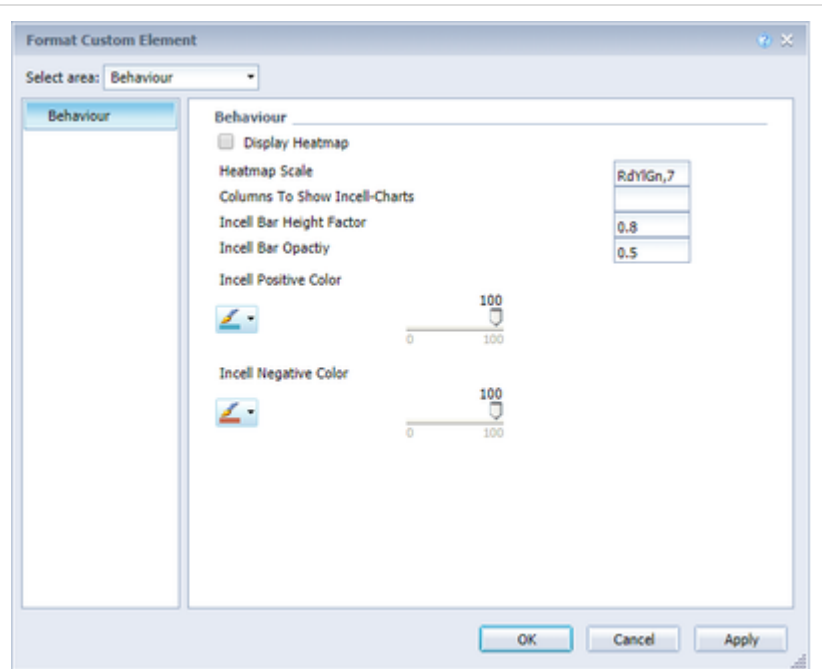 Format Custom Element
Select area: Behaviour
Behaviour
Behaviour
Display Heatmap
Heatmap Scale RdYlGn,7
Columns To Show Incell-Charts
Incell Bar Height Factor 0.8
Incell Bar Opactiy 0.5
Incell Positive Color
100
0 100
Incell Negative Color
100
0 100
OK Cancel Apply